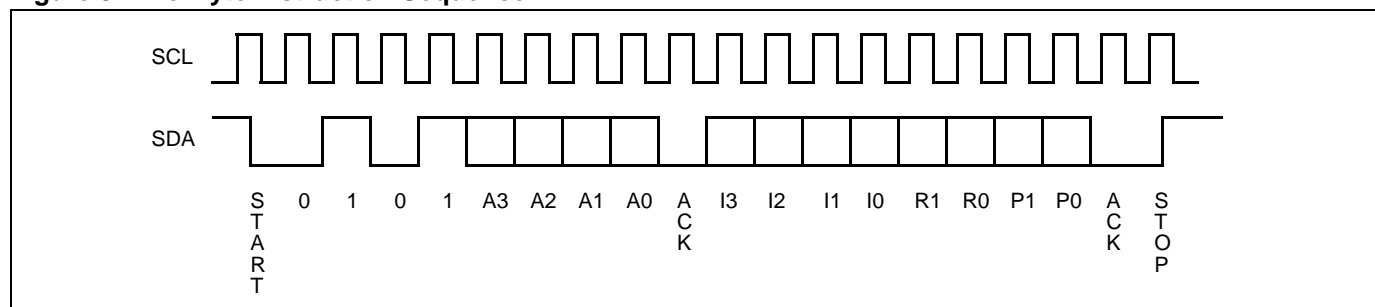 SCL
SDA
START 0 1 0 1 A3 A2 A1 A0 ACK I3 I2 I1 I0 R1 R0 P1 P0 ACK STOP